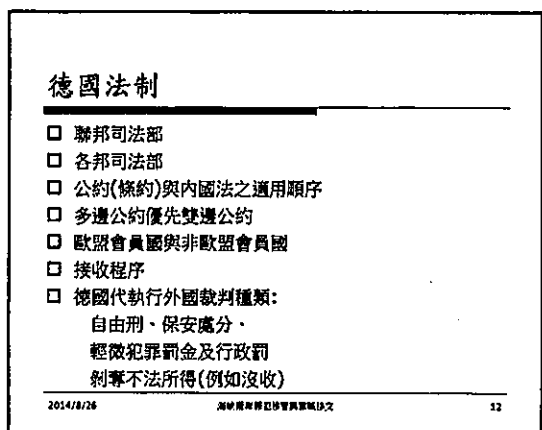 德國法制
□ 聯邦司法部
□ 各邦司法部
□ 公約(條約)與內國法之適用順序
□ 多邊公約優先雙邊公約
□ 歐盟會員國與非歐盟會員國
□ 接收程序
□ 德國代執行外國裁判種類:
自由刑、保安處分、
輕微犯罪罰金及行政罰
剝奪不法所得(例如沒收)
2014/8/26
12